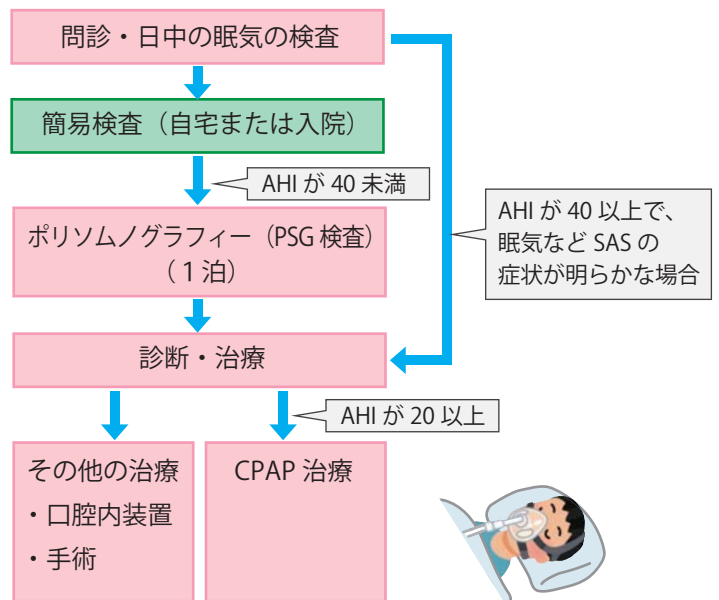 問診・日中の眠気の検査
簡易検査（自宅または入院）
AHI が 40 未満
ポリソムノグラフィー（PSG 検査）
（１泊）
AHI が 40 以上で、
眠気など SAS の
症状が明らかな場合
診断・治療
AHI が 20 以上
その他の治療
・口腔内装置
・手術
CPAP 治療